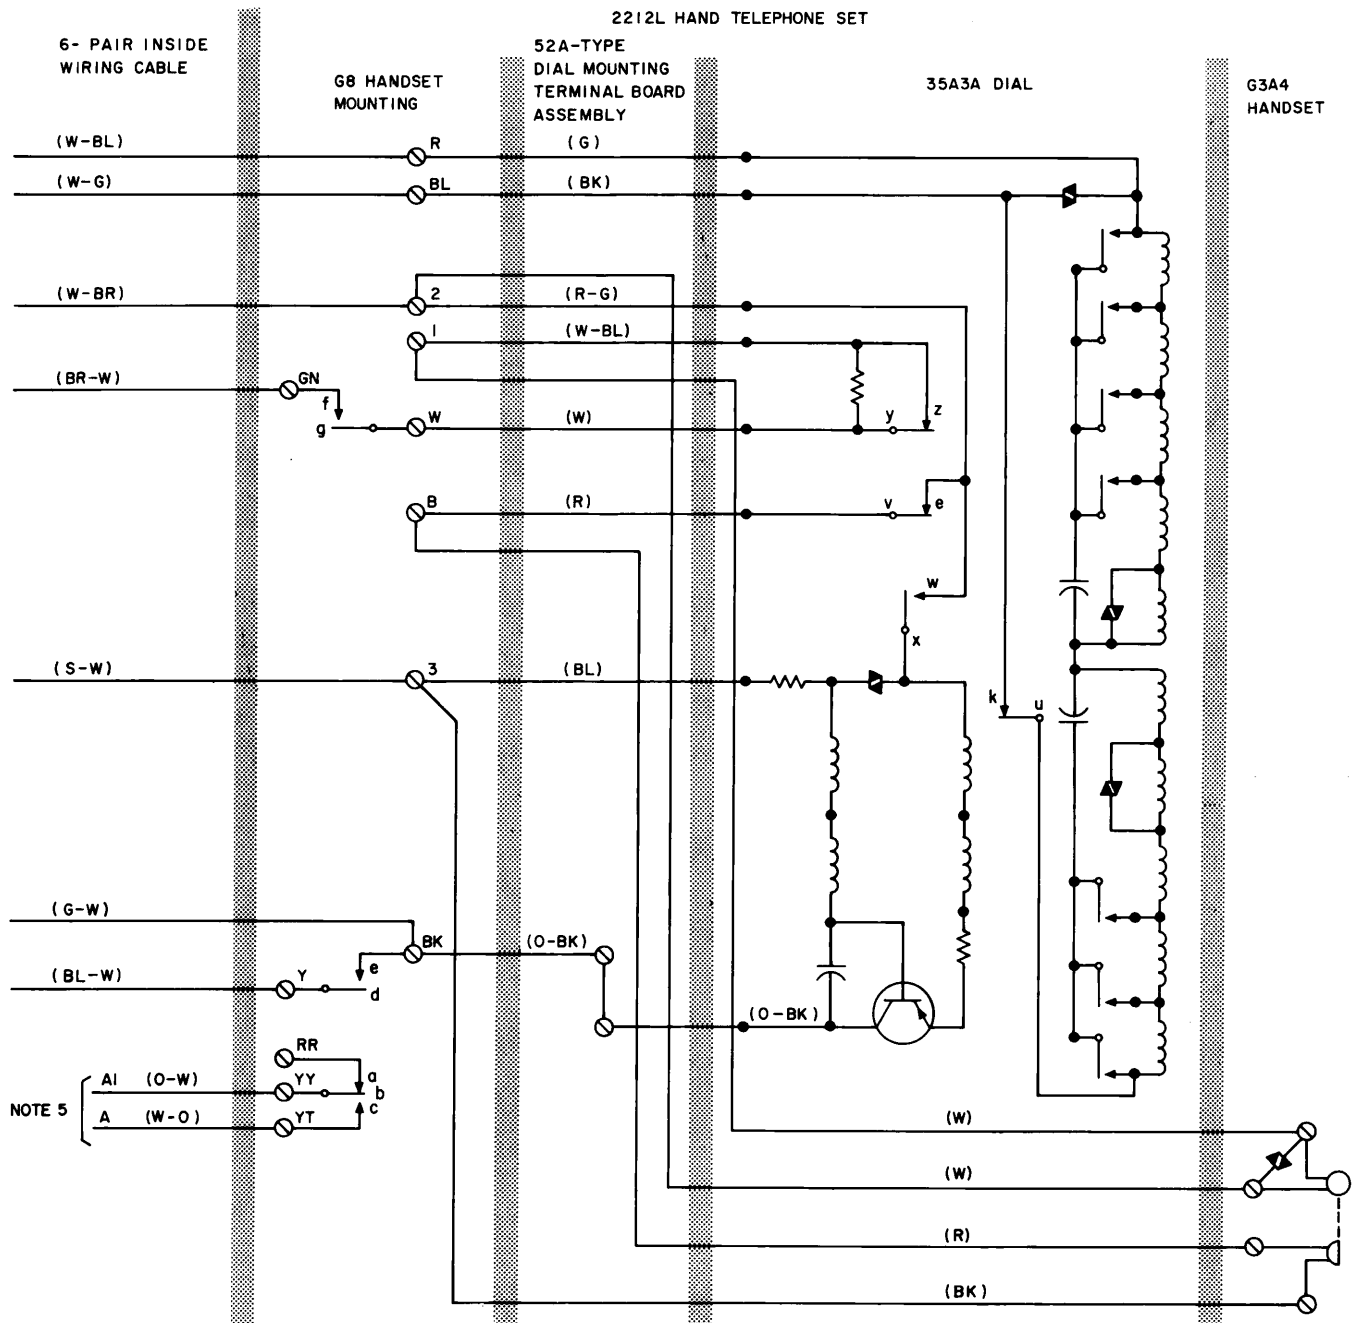 2212L HAND TELEPHONE SET
6- PAIR INSIDE
WIRING CABLE
G8 HANDSET
MOUNTING
52A-TYPE
DIAL MOUNTING
TERMINAL BOARD
ASSEMBLY
35A3A DIAL
G3A4
HANDSET
(W-BL) R (G)
(W-G) BL (BK)
(W-BR) 2 (R-G)
1 (W-BL)
(BR-W) GN
f
g W (W) y z
B (R) v e
w
x
(S-W) 3 (BL)
k u
(G-W)
BK (O-BK)
(BL-W) Y e
d
(O-BK)
RR
a
NOTE 5 A1 (O-W) YY b
c
A (W-O) YT
(W)
(W)
(R)
(BK)